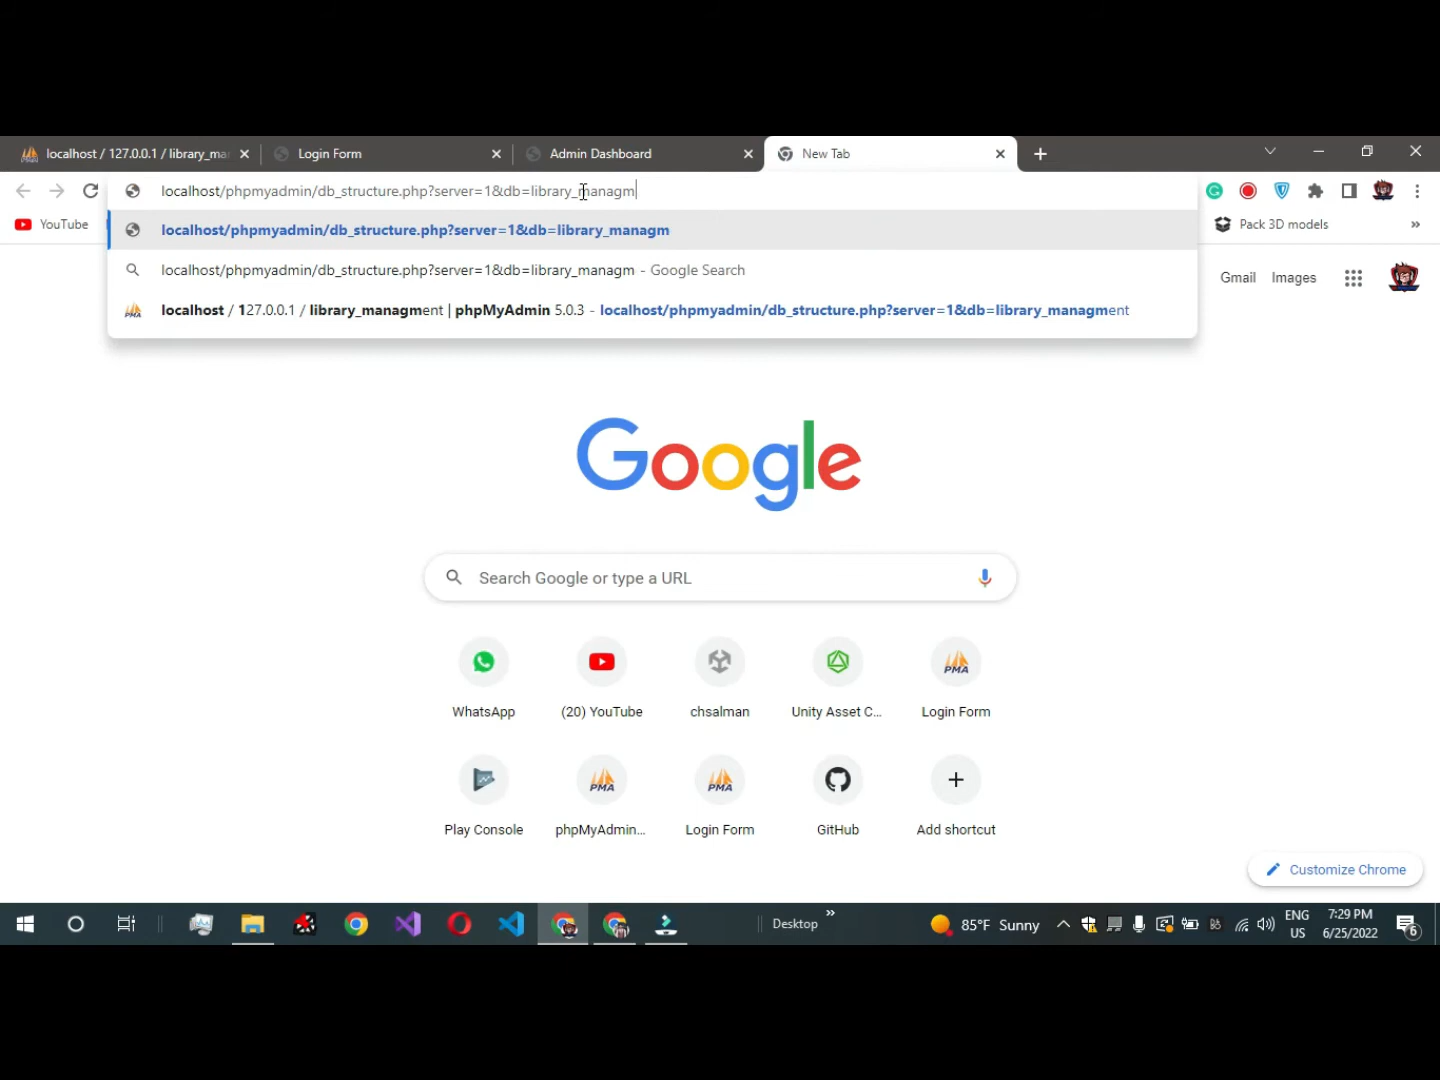 localhost / 127.0.0.1 / library_ma
Login Form
Admin Dashboard
New Tab
localhost/phpmyadmin/db_structure.php?server=1&db=library_managm
YouTube
localhost/phpmyadmin/db_structure.php?server=1&db=library_managm
Pack 3D models
»
localhost/phpmyadmin/db_structure.php?server=1&db=library_managm - Google Search
Gmail
Images
localhost / 127.0.0.1 / library_managment | phpMyAdmin 5.0.3 - localhost/phpmyadmin/db_structure.php?server=1&db=library_managment
Google
Search Google or type a URL
PMA
WhatsApp
(20) YouTube
chsalman
Unity Asset C...
Login Form
PMA
PMA
Play Console
phpMyAdmin...
Login Form
GitHub
Add shortcut
Customize Chrome
Desktop
»
85°F Sunny
ENG
US
7:29 PM
6/25/2022
6